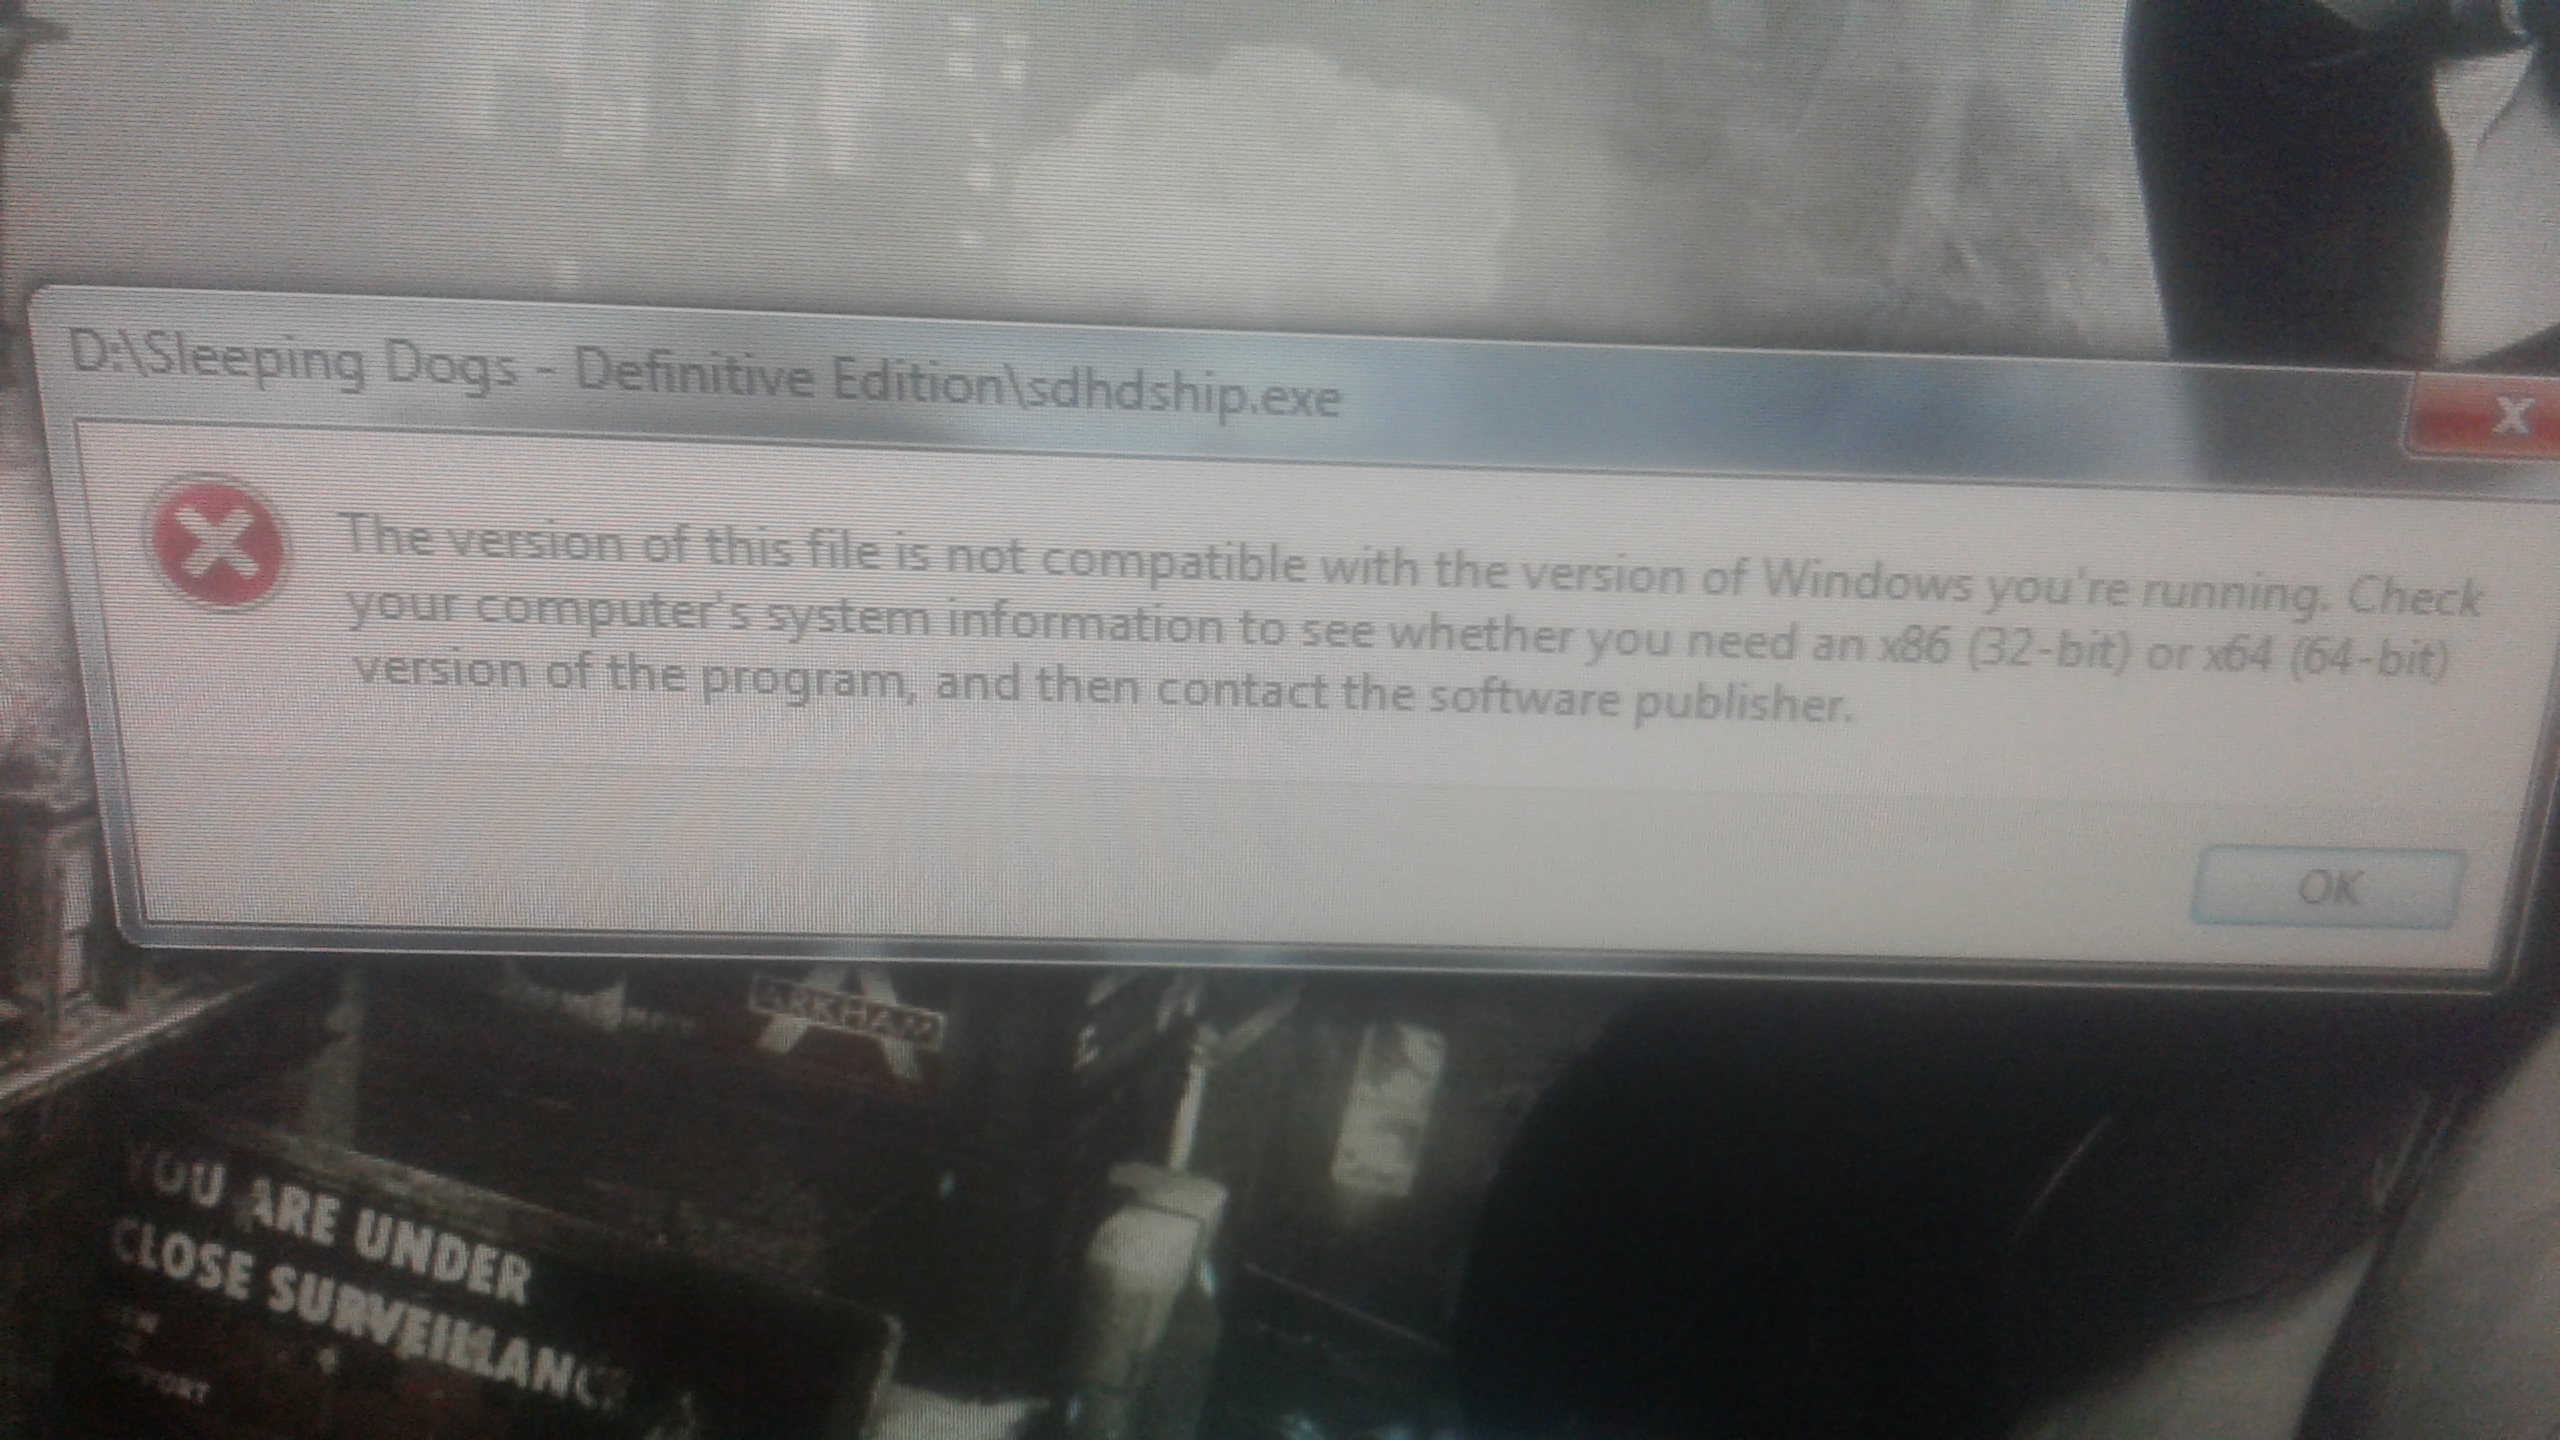 D:\Sleeping Dogs - Definitive Edition\sdhdship.exe
X
The version of this file is not compatible with the version of Windows you're running. Check
your computer's system information to see whether you need an x86 (32-bit) or x64 (64-bit)
version of the program, and then contact the software publisher.
OK
ARKHAM
YOU ARE UNDER
CLOSE SURVEILLANC